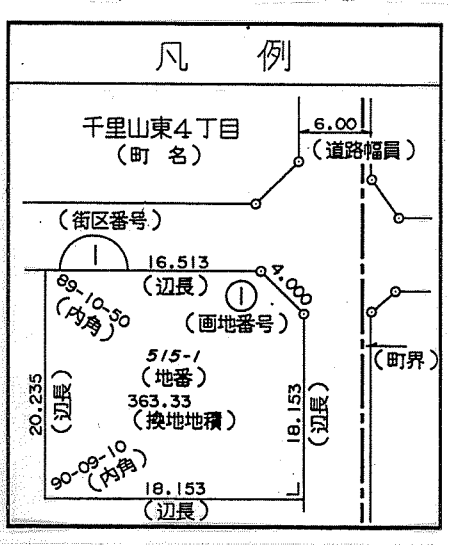 凡 例
千里山東4丁目
(町 名)
6.00
(道路幅員)
(街区番号)
1
16.513
(辺長)
4.000
89-10-50
(内角)
1
(画地番号)
515-1
(地番)
363.33
(換地地積)
20.235
(辺長)
18.153
(辺長)
(町界)
90-09-10
(内角)
18.153
(辺長)